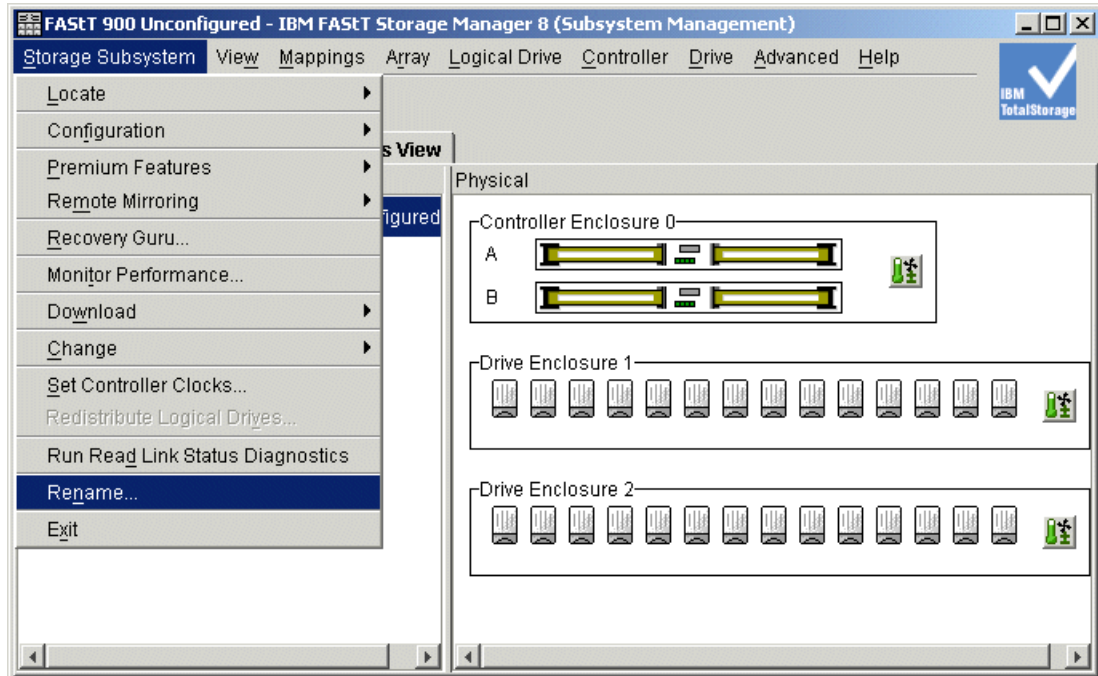 FAStT 900 Unconfigured - IBM FAStT Storage Manager 8 (Subsystem Management)
Storage Subsystem View Mappings Array Logical Drive Controller Drive Advanced Help
IBM
TotalStorage
Locate
Configuration
Premium Features
Remote Mirroring
Recovery Guru...
Monitor Performance...
Download
Change
Set Controller Clocks...
Redistribute Logical Drives...
Run Read Link Status Diagnostics
Rename...
Exit
s View
igured
Physical
Controller Enclosure 0
A
B
Drive Enclosure 1
Drive Enclosure 2